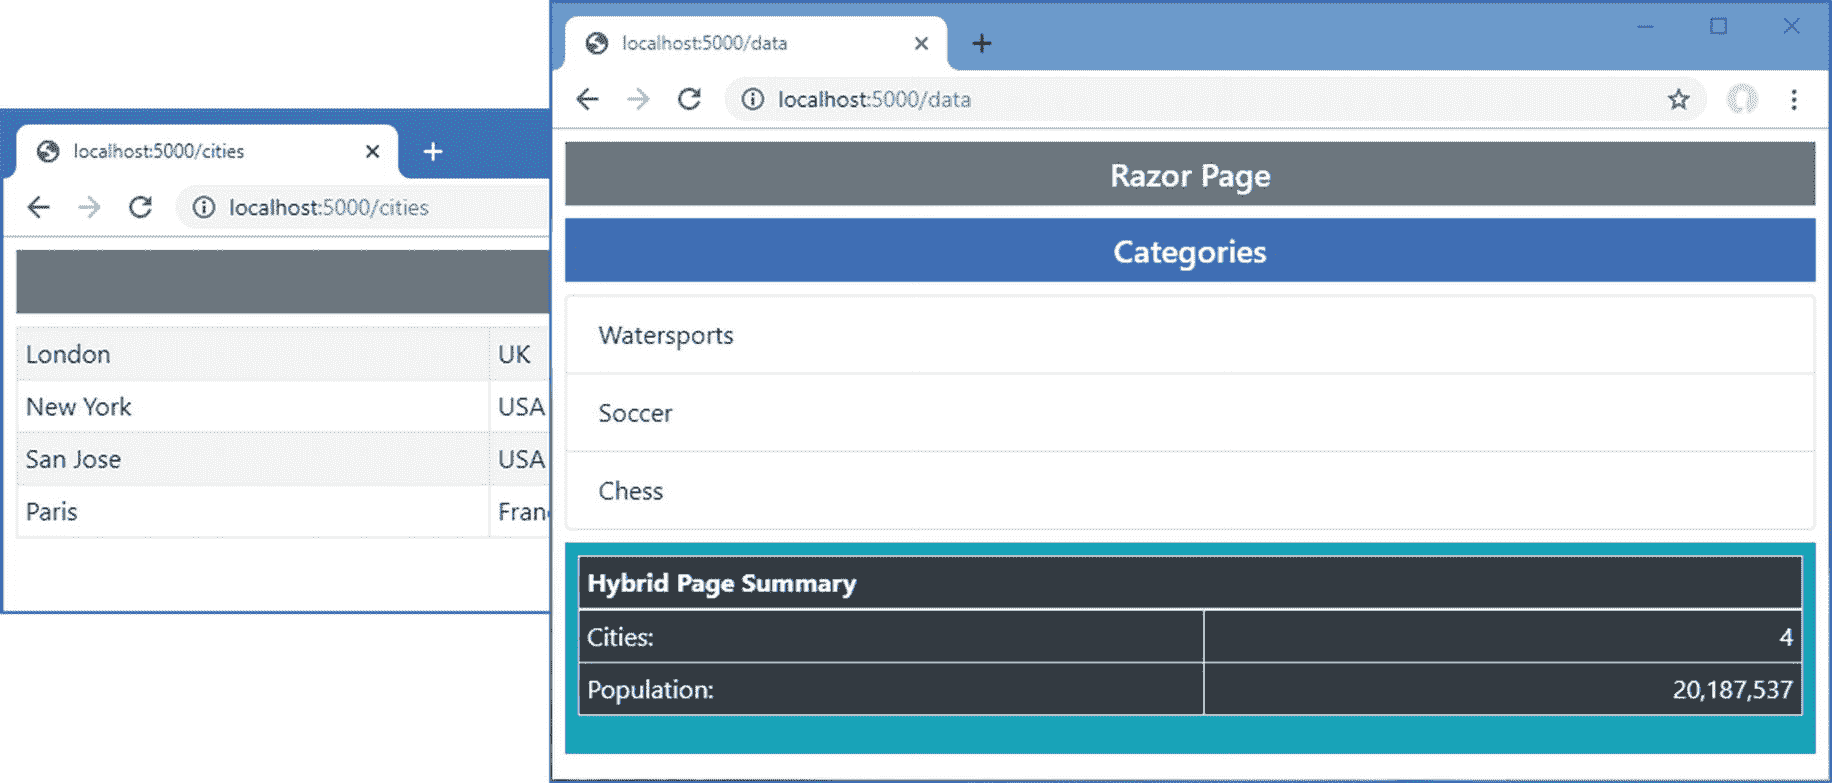 localhost:5000/cities
localhost:5000/cities
London UK
New York USA
San Jose USA
Paris Fran
localhost:5000/data
localhost:5000/data
Razor Page
Categories
Watersports
Soccer
Chess
Hybrid Page Summary
Cities: 4
Population: 20,187,537